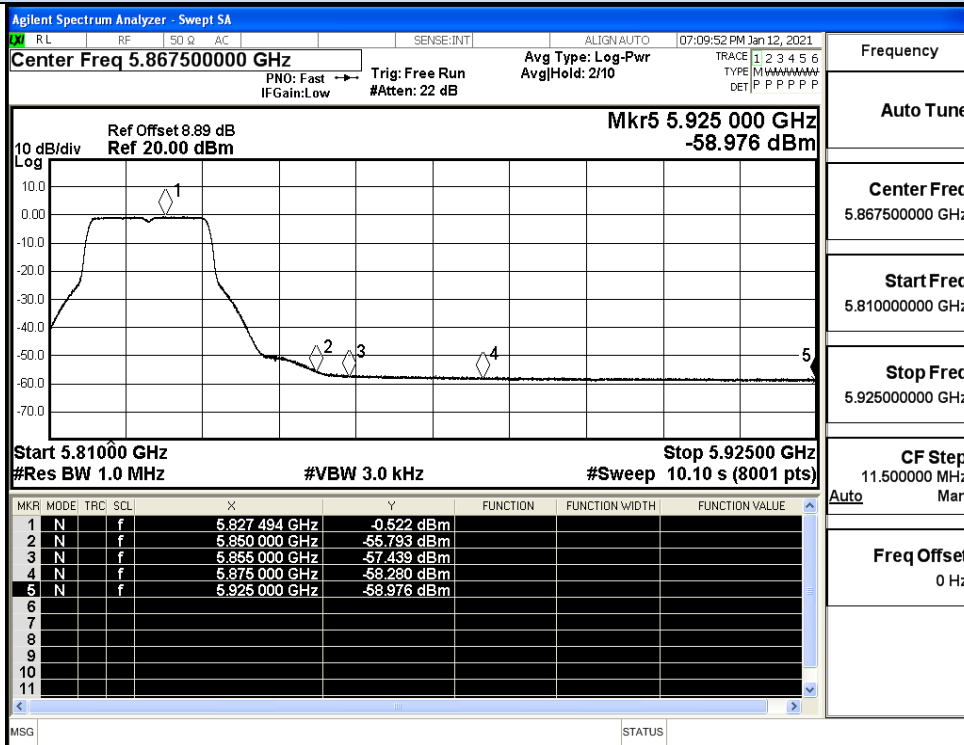 Agilent Spectrum Analyzer - Swept SA
LXI RL RF 50 Ω AC SENSE:INT ALIGNAUTO 07:09:52 PM Jan 12, 2021
Center Freq 5.867500000 GHz
PNO: Fast
IFGain:Low
Trig: Free Run
#Atten: 22 dB
Avg Type: Log-Pwr
Avg|Hold: 2/10
TRACE 1 2 3 4 5 6
TYPE M WWWWW
DET P P P P P P
Mkr5 5.925 000 GHz
-58.976 dBm
Ref Offset 8.89 dB
10 dB/div Ref 20.00 dBm
Log
10.0
0.00
-10.0
-20.0
-30.0
-40.0
-50.0
-60.0
-70.0
1
2
3
4
5
Start 5.81000 GHz Stop 5.92500 GHz
#Res BW 1.0 MHz #VBW 3.0 kHz #Sweep 10.10 s (8001 pts)
MKR MODE TRC SCL X Y FUNCTION FUNCTION WIDTH FUNCTION VALUE
1 N f 5.827 494 GHz -0.522 dBm
2 N f 5.850 000 GHz -55.793 dBm
3 N f 5.855 000 GHz -57.439 dBm
4 N f 5.875 000 GHz -58.280 dBm
5 N f 5.925 000 GHz -58.976 dBm
6
7
8
9
10
11
MSG STATUS
Frequency
Auto Tune
Center Freq
5.867500000 GHz
Start Freq
5.810000000 GHz
Stop Freq
5.925000000 GHz
CF Step
11.500000 MHz
Auto Man
Freq Offset
0 Hz